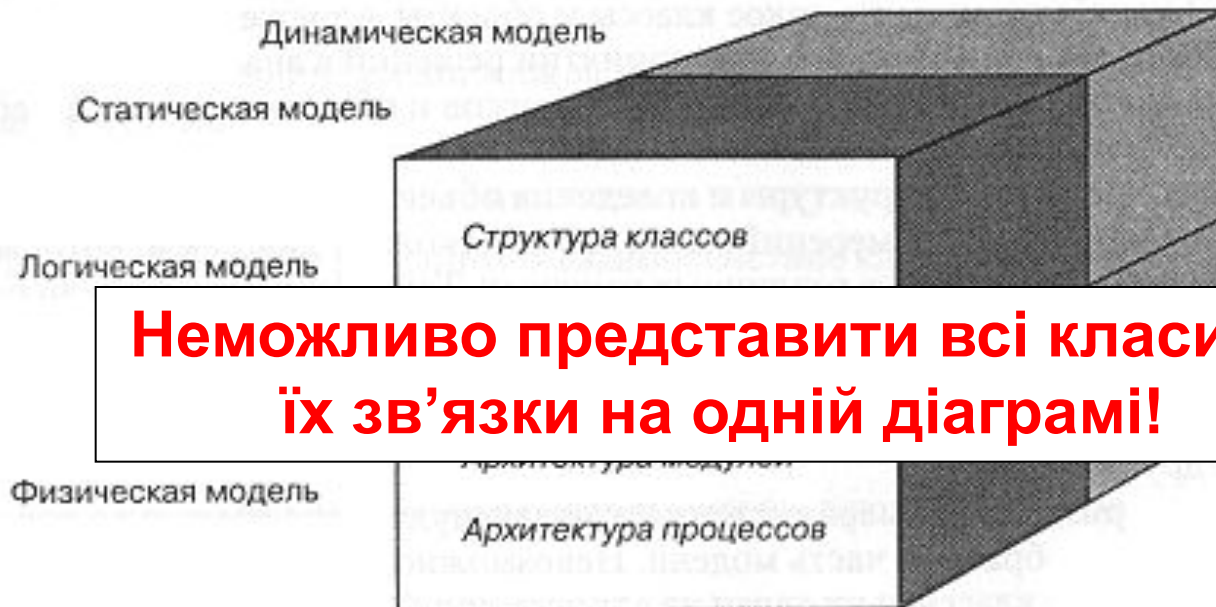 Динамическая модель
Статическая модель
Структура классов
Логическая модель
Неможливо представити всі класи
їх зв’язки на одній діаграмі!
Физическая модель
Архитектура процессов